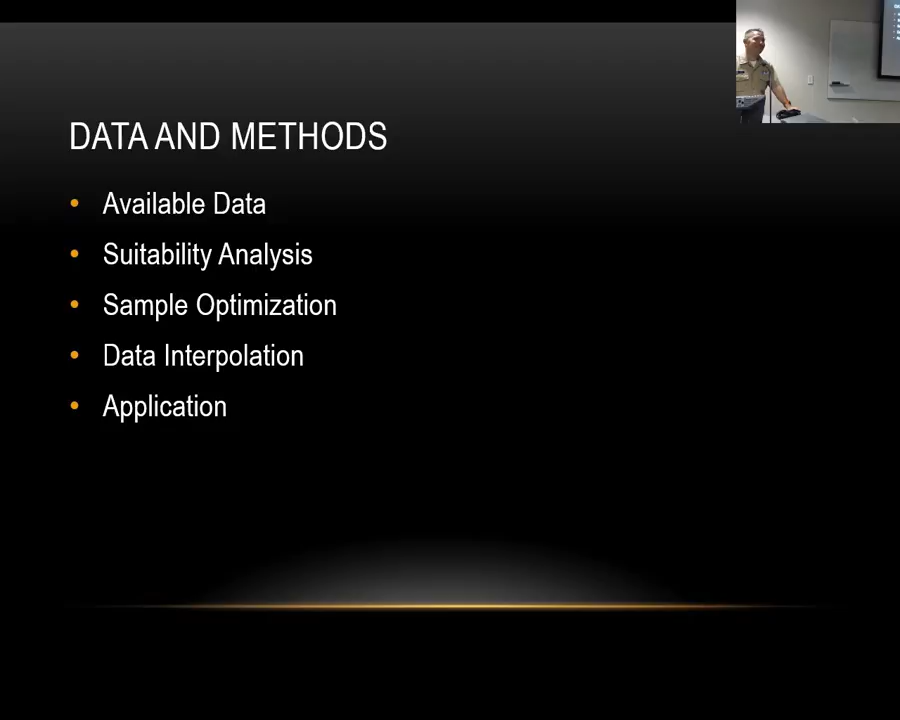 DATA AND METHODS
• Available Data
• Suitability Analysis
• Sample Optimization
• Data Interpolation
• Application